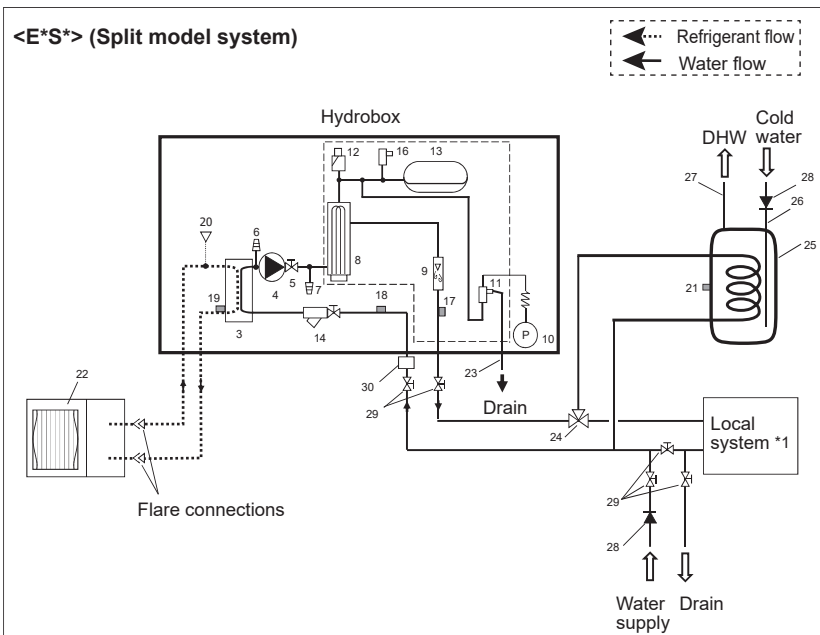 <E*S*> (Split model system)
Refrigerant flow
Water flow
Hydrobox
DHW
Cold
water
12
16
13
27
28
26
20
6
8
25
9
4
5
7
19
18
17
11
21
3
14
10
P
22
30
23
29
Drain
24
Local
system *1
Flare connections
29
28
Water
supply
Drain